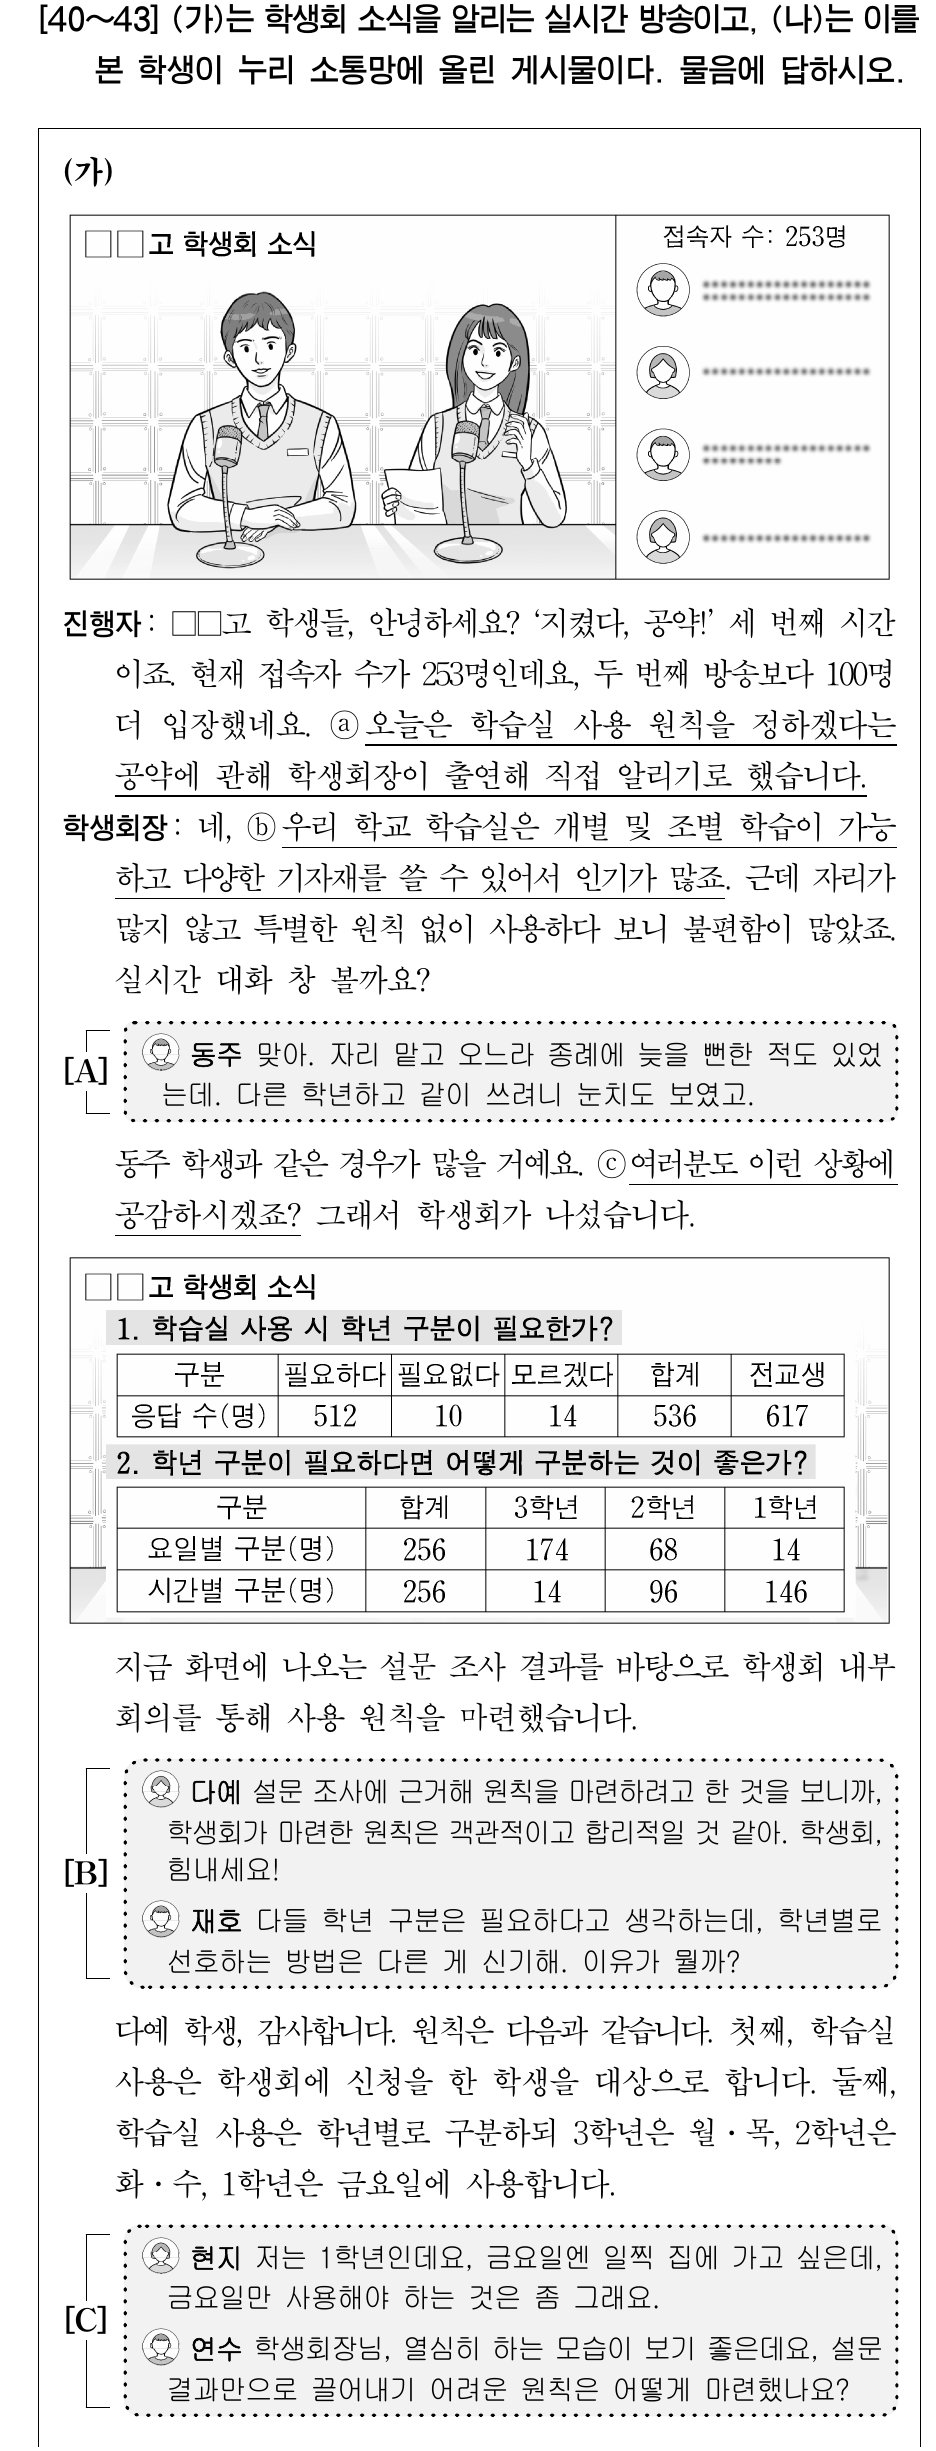 [40～43] (가)는 학생회 소식을 알리는 실시간 방송이고, (나)는 이를
본 학생이 누리 소통망에 올린 게시물이다. 물음에 답하시오.
(가)
□□고 학생회 소식
접속자 수: 253명
진행자: □□고 학생들, 안녕하세요? ‘지켰다, 공약!’ 세 번째 시간
이죠. 현재 접속자 수가 253명인데요, 두 번째 방송보다 100명
더 입장했네요. ⓐ오늘은 학습실 사용 원칙을 정하겠다는
공약에 관해 학생회장이 출연해 직접 알리기로 했습니다.
학생회장: 네, ⓑ우리 학교 학습실은 개별 및 조별 학습이 가능
하고 다양한 기자재를 쓸 수 있어서 인기가 많죠. 근데 자리가
많지 않고 특별한 원칙 없이 사용하다 보니 불편함이 많았죠.
실시간 대화 창 볼까요?
[A]
동주 맞아. 자리 맡고 오느라 종례에 늦을 뻔한 적도 있었
는데. 다른 학년하고 같이 쓰려니 눈치도 보였고.
동주 학생과 같은 경우가 많을 거예요. ⓒ여러분도 이런 상황에
공감하시겠죠? 그래서 학생회가 나섰습니다.
□□고 학생회 소식
1. 학습실 사용 시 학년 구분이 필요한가?
구분 필요하다 필요없다 모르겠다 합계 전교생
응답 수(명) 512 10 14 536 617
2. 학년 구분이 필요하다면 어떻게 구분하는 것이 좋은가?
구분 합계 3학년 2학년 1학년
요일별 구분(명) 256 174 68 14
시간별 구분(명) 256 14 96 146
지금 화면에 나오는 설문 조사 결과를 바탕으로 학생회 내부
회의를 통해 사용 원칙을 마련했습니다.
[B]
다예 설문 조사에 근거해 원칙을 마련하려고 한 것을 보니까,
학생회가 마련한 원칙은 객관적이고 합리적일 것 같아. 학생회,
힘내세요!
재호 다들 학년 구분은 필요하다고 생각하는데, 학년별로
선호하는 방법은 다른 게 신기해. 이유가 뭘까?
다예 학생, 감사합니다. 원칙은 다음과 같습니다. 첫째, 학습실
사용은 학생회에 신청을 한 학생을 대상으로 합니다. 둘째,
학습실 사용은 학년별로 구분하되 3학년은 월・목, 2학년은
화・수, 1학년은 금요일에 사용합니다.
[C]
현지 저는 1학년인데요, 금요일엔 일찍 집에 가고 싶은데,
금요일만 사용해야 하는 것은 좀 그래요.
연수 학생회장님, 열심히 하는 모습이 보기 좋은데요, 설문
결과만으로 끌어내기 어려운 원칙은 어떻게 마련했나요?